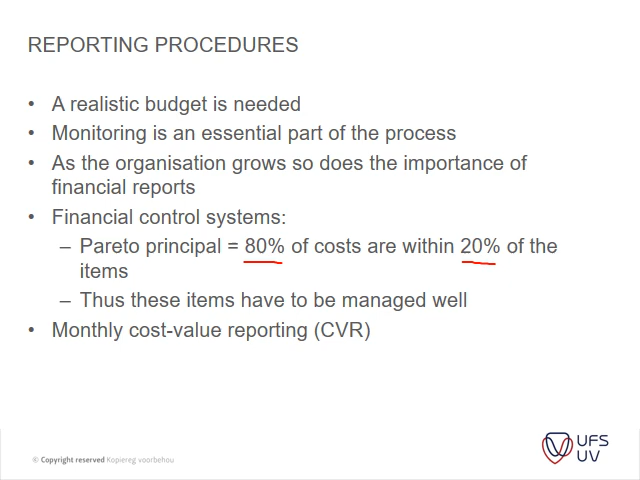 REPORTING PROCEDURES
• A realistic budget is needed
• Monitoring is an essential part of the process
• As the organisation grows so does the importance of
financial reports
• Financial control systems:
– Pareto principal = 80% of costs are within 20% of the
items
– Thus these items have to be managed well
• Monthly cost-value reporting (CVR)
© Copyright reserved Kopiereg voorbehou
UFS
UV